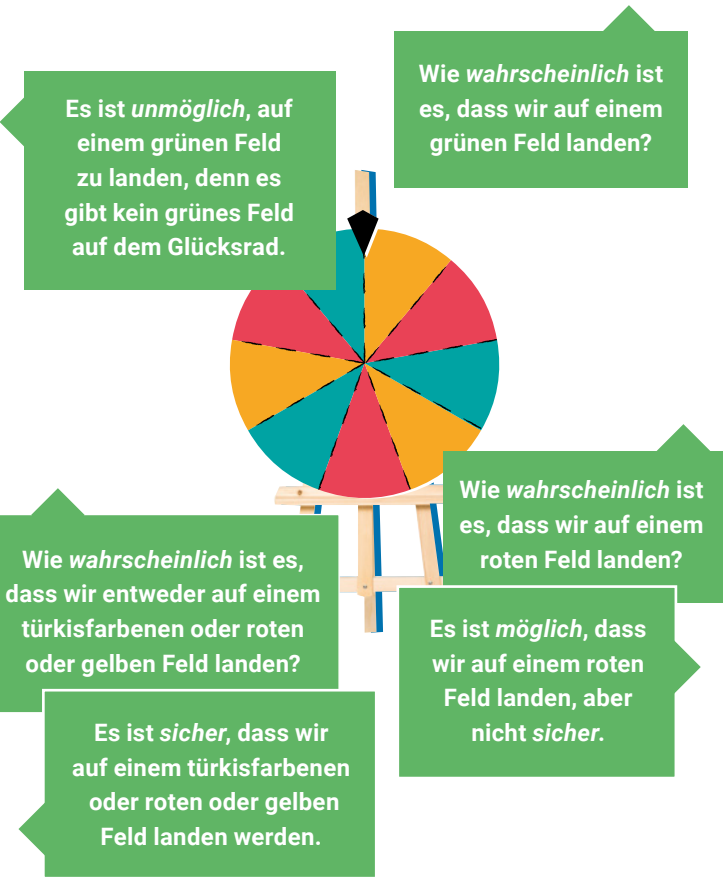 Wie wahrscheinlich ist
es, dass wir auf einem
grünen Feld landen?
Es ist unmöglich, auf
einem grünen Feld
zu landen, denn es
gibt kein grünes Feld
auf dem Glücksrad.
Wie wahrscheinlich ist
es, dass wir auf einem
roten Feld landen?
Es ist möglich, dass
wir auf einem roten
Feld landen, aber
nicht sicher.
Wie wahrscheinlich ist es,
dass wir entweder auf einem
türkisfarbenen oder roten
oder gelben Feld landen?
Es ist sicher, dass wir
auf einem türkisfarbenen
oder roten oder gelben
Feld landen werden.